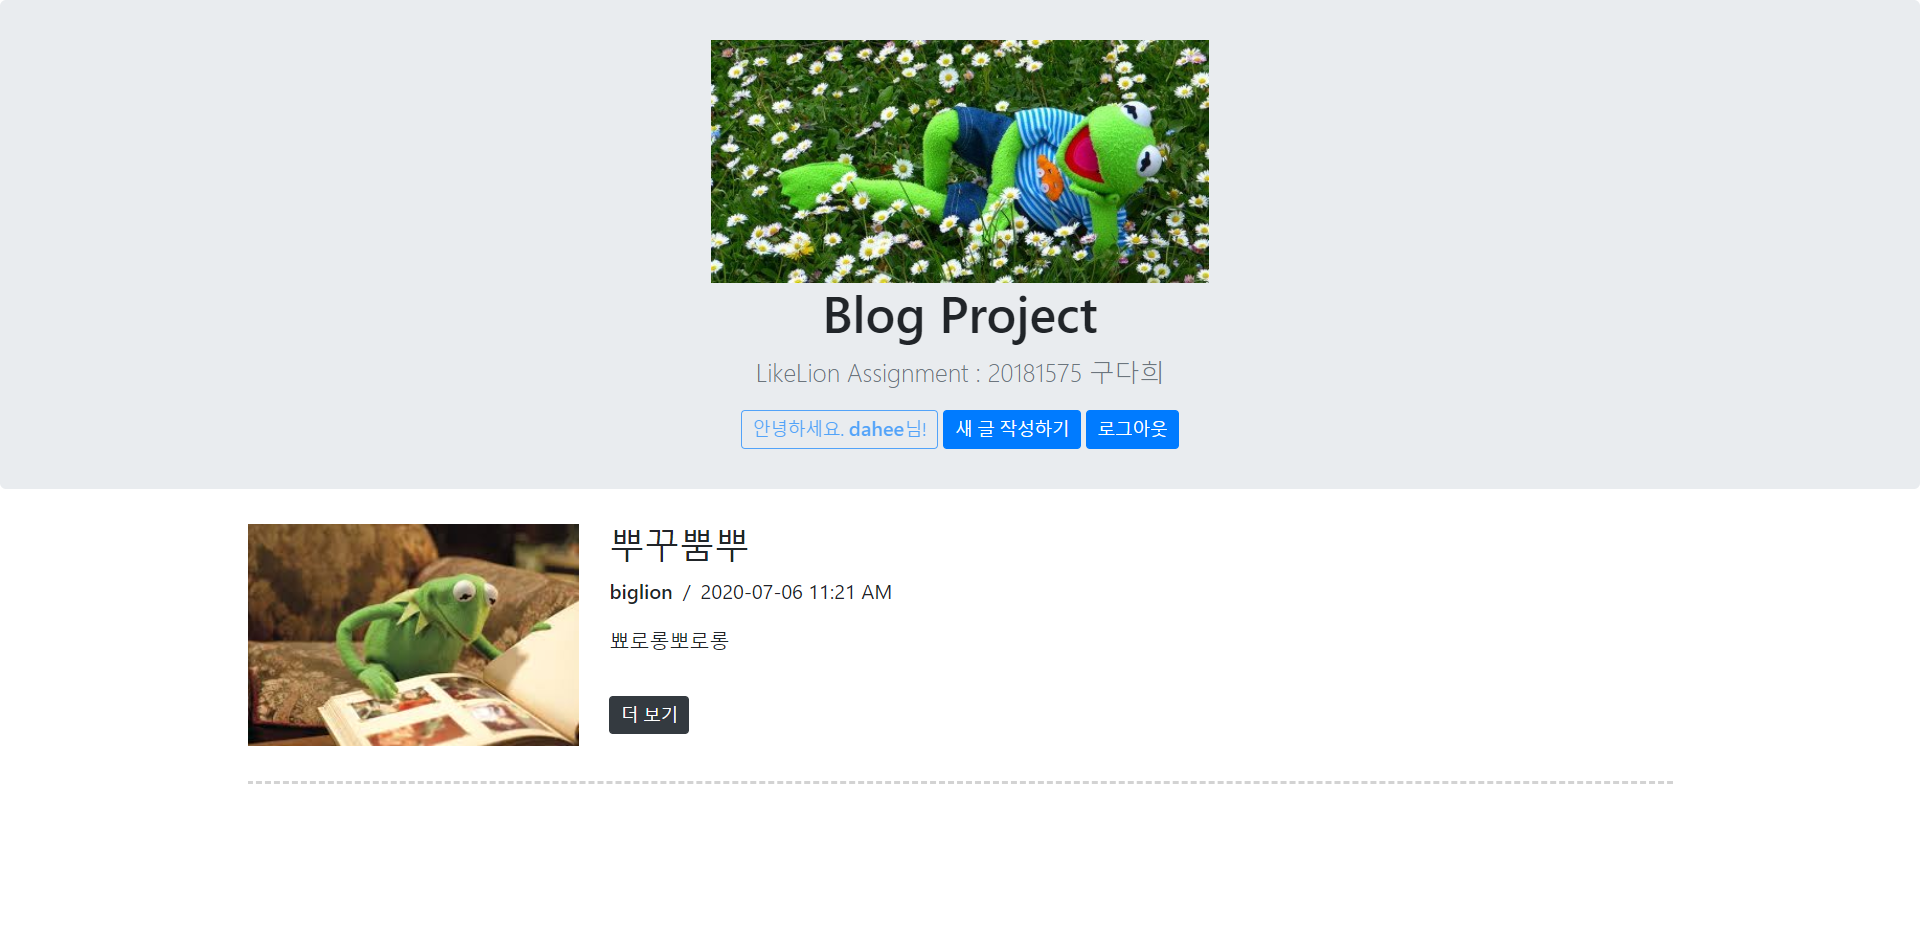 Blog Project
LikeLion Assignment : 20181575 구다희
안녕하세요. dahee님! 새 글 작성하기 로그아웃
뿌꾸뿜뿌
biglion / 2020-07-06 11:21 AM
뾰로롱뽀로롱
더 보기